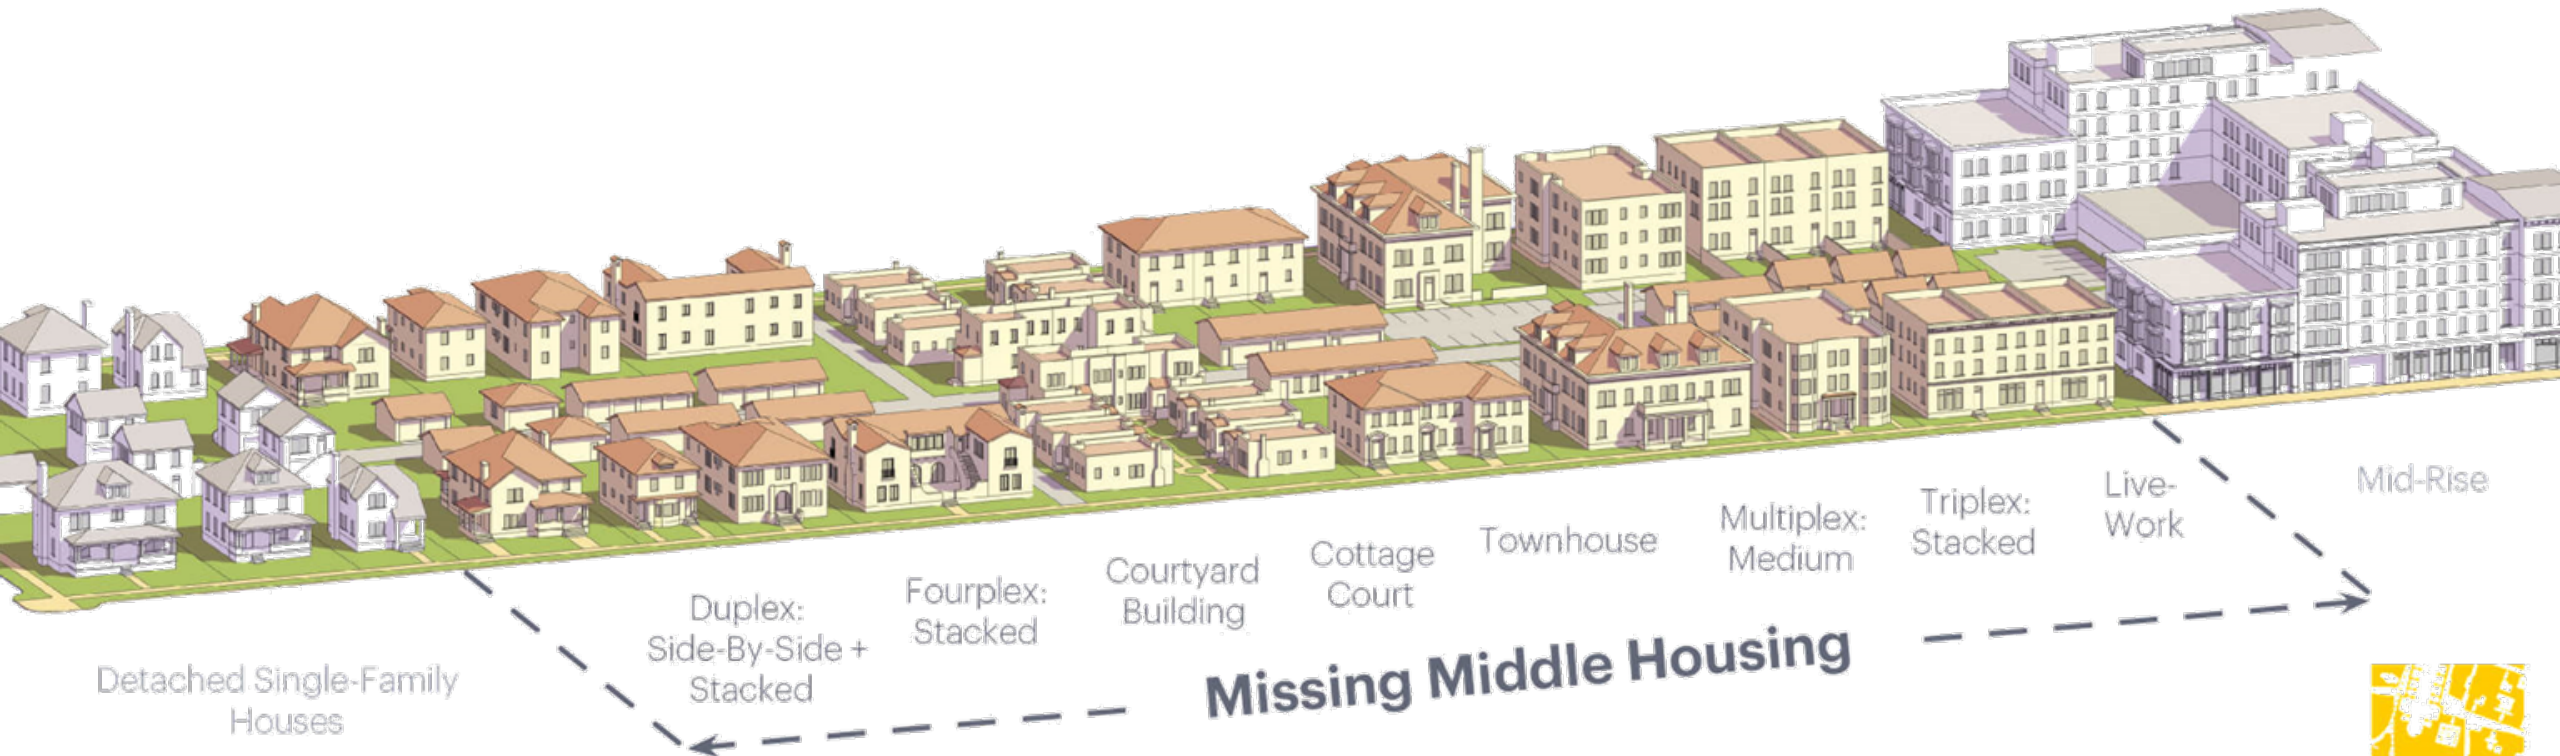 Detached Single-Family
Houses
Duplex:
Side-By-Side +
Stacked
Fourplex:
Stacked
Courtyard
Building
Cottage
Court
Townhouse
Multiplex:
Medium
Triplex:
Stacked
Live-
Work
Mid-Rise
Missing Middle Housing